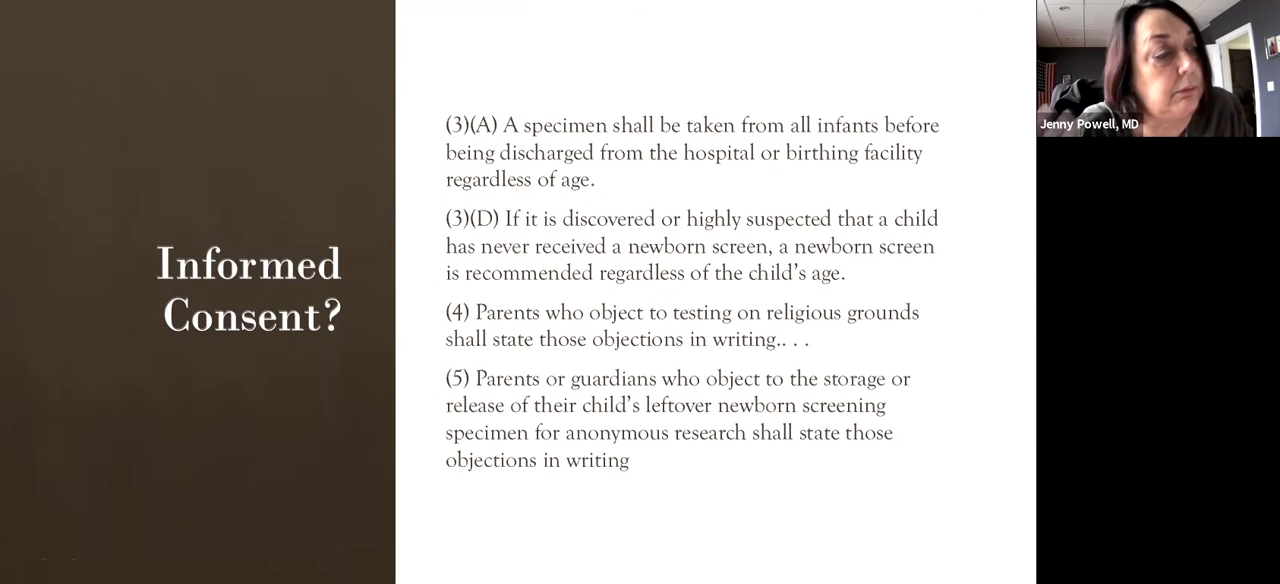 Informed
Consent?
(3)(A) A specimen shall be taken from all infants before
being discharged from the hospital or birthing facility
regardless of age.
(3)(D) If it is discovered or highly suspected that a child
has never received a newborn screen, a newborn screen
is recommended regardless of the child’s age.
(4) Parents who object to testing on religious grounds
shall state those objections in writing.. . .
(5) Parents or guardians who object to the storage or
release of their child’s leftover newborn screening
specimen for anonymous research shall state those
objections in writing
Jenny Powell, MD